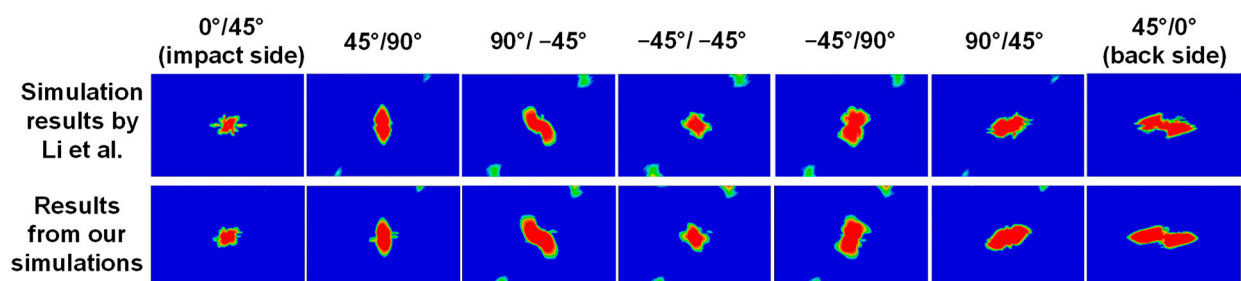 0°/45°
(impact side)
45°/90°
90°/ −45°
−45°/ −45°
−45°/90°
90°/45°
45°/0°
(back side)
Simulation
results by
Li et al.
Results
from our
simulations